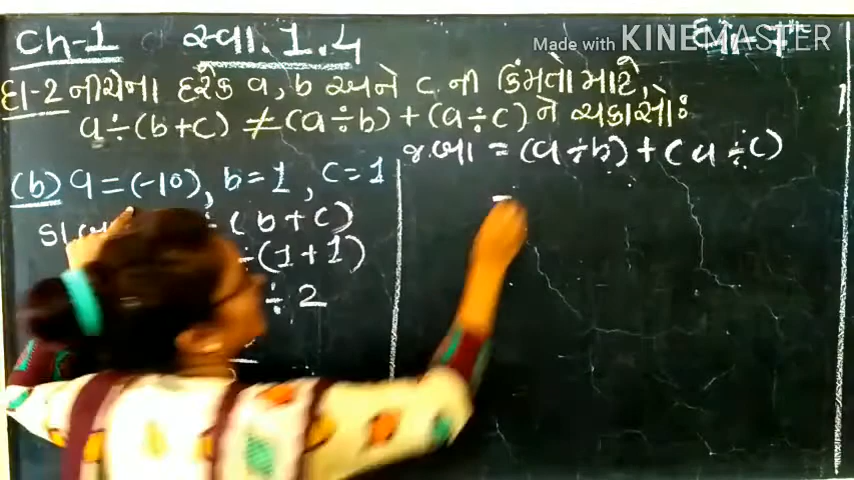 Ch-1 સ્વા.1.4
Made with KINEMASTER
દા-2 નીચેના દરેક a, b અને c ની કિંમતો માટે,
a÷(b+c) ≠ (a÷b)+(a÷c) ને ચકાસો:
(b) a=(-10), b=1, c=1
÷(b+c)
÷(1+1)
÷2
જ.બા = (a÷b)+(a÷c)